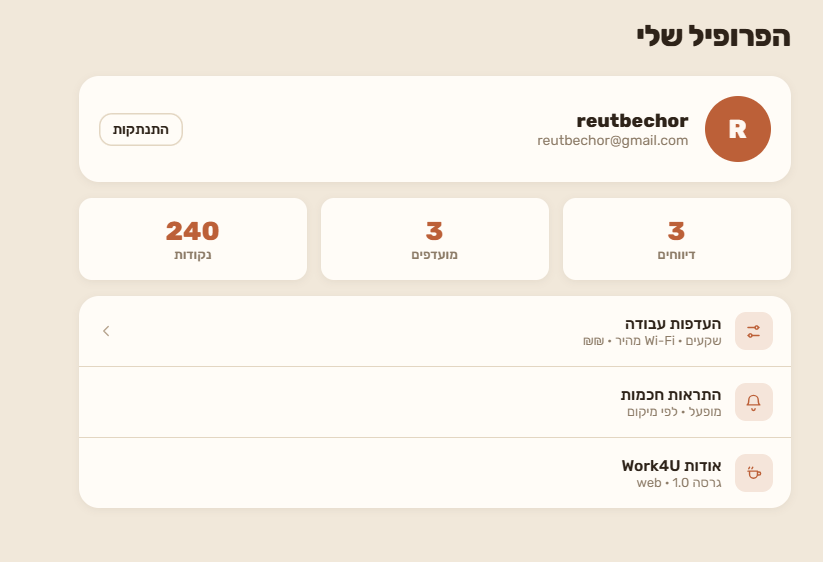 הפרופיל שלי
R
reutbechor
reutbechor@gmail.com
התנתקות
3
דיווחים
3
מועדפים
240
נקודות
העדפות עבודה
שקעים • Wi-Fi מהיר • ₪₪
התראות חכמות
מופעל • לפי מיקום
אודות Work4U
גרסה 1.0 • web